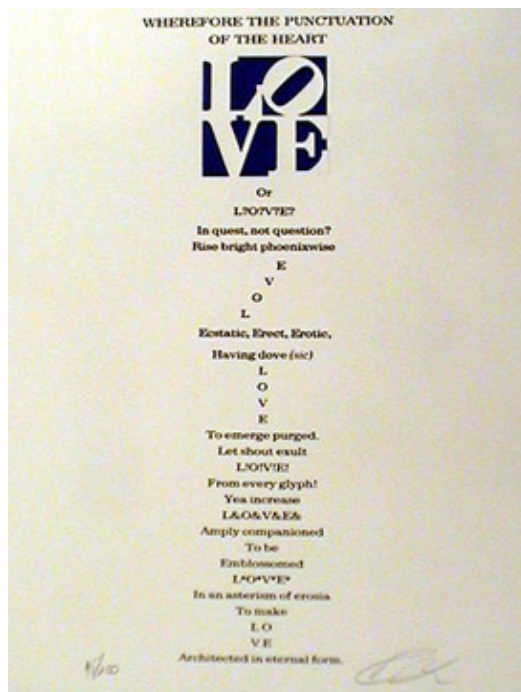 WHEREFORE THE PUNCTUATION
OF THE HEART
LO
VE
Or
L?O?V?E?
In quest, not question?
Rise bright phoenixwise
E
V
O
L
Ecstatic, Erect, Erotic,
Having dove (sic)
L
O
V
E
To emerge purged.
Let shout exult
L!O!V!E!
From every glyph!
Yea increase
L&O&V&E&
Amply companioned
To be
Emblossomed
L*O*V*E*
In an asterism of erosia
To make
L O
V E
Architected in eternal form.